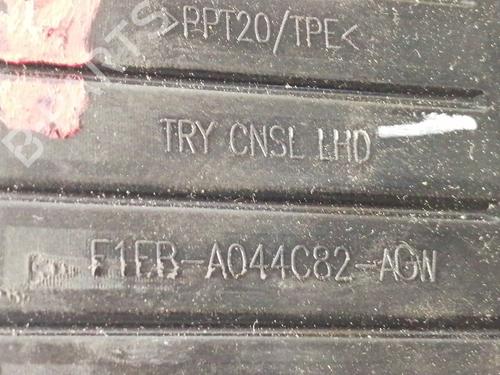 >PPT20/TPE<
TRY CNSL LHD
F1EB-A044C82-AGW